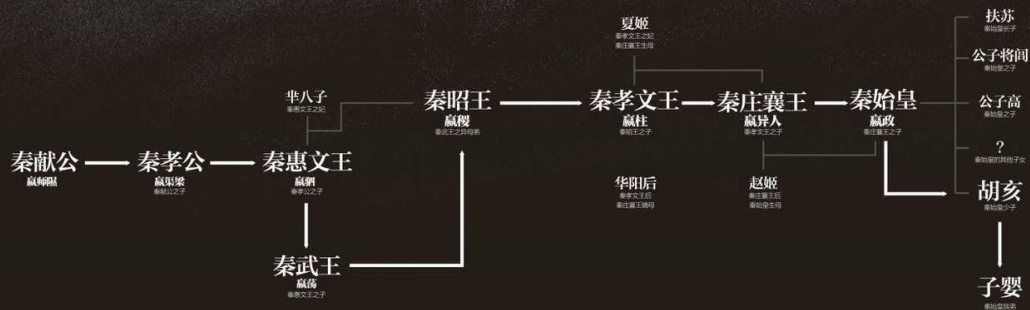 秦献公
嬴师隰
秦孝公
嬴渠梁
秦献公之子
芈八子
秦惠文王之妃
秦惠文王
嬴驷
秦孝公之子
秦武王
嬴荡
秦惠文王之子
秦昭王
嬴稷
秦武王之异母弟
夏姬
秦孝文王之妃
秦庄襄王生母
秦孝文王
嬴柱
秦昭王之子
华阳后
秦孝文王后
秦庄襄王嫡母
秦庄襄王
嬴异人
秦孝文王之子
赵姬
秦庄襄王后
秦始皇生母
秦始皇
嬴政
秦庄襄王之子
扶苏
秦始皇长子
公子将闾
秦始皇之子
公子高
秦始皇之子
?
秦始皇的其他子女
胡亥
秦始皇少子
子婴
秦始皇族弟